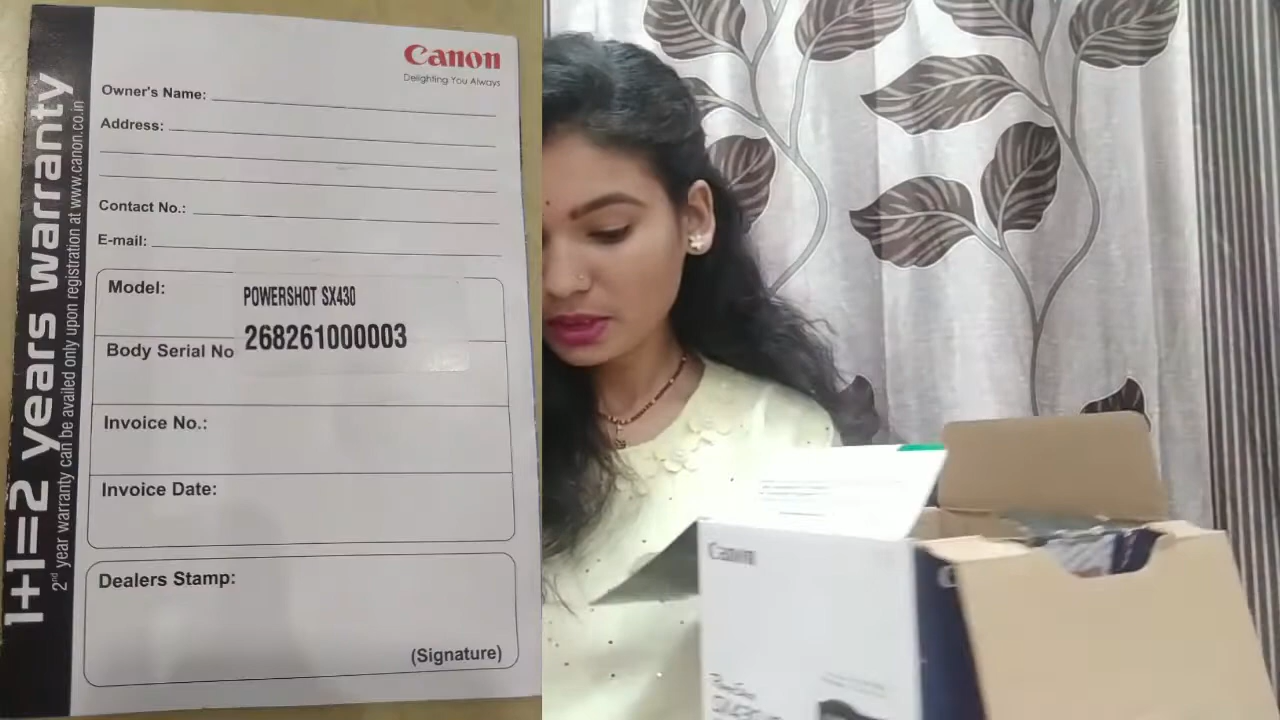 Canon
Delighting You Always
Owner's Name:
Address:
Contact No.:
E-mail:
Model:
POWERSHOT SX430
268261000003
Body Serial No
Invoice No.:
Invoice Date:
Dealers Stamp:
(Signature)
1+1=2 years warranty
2nd year warranty can be availed only upon registration at www.canon.co.in
Canon